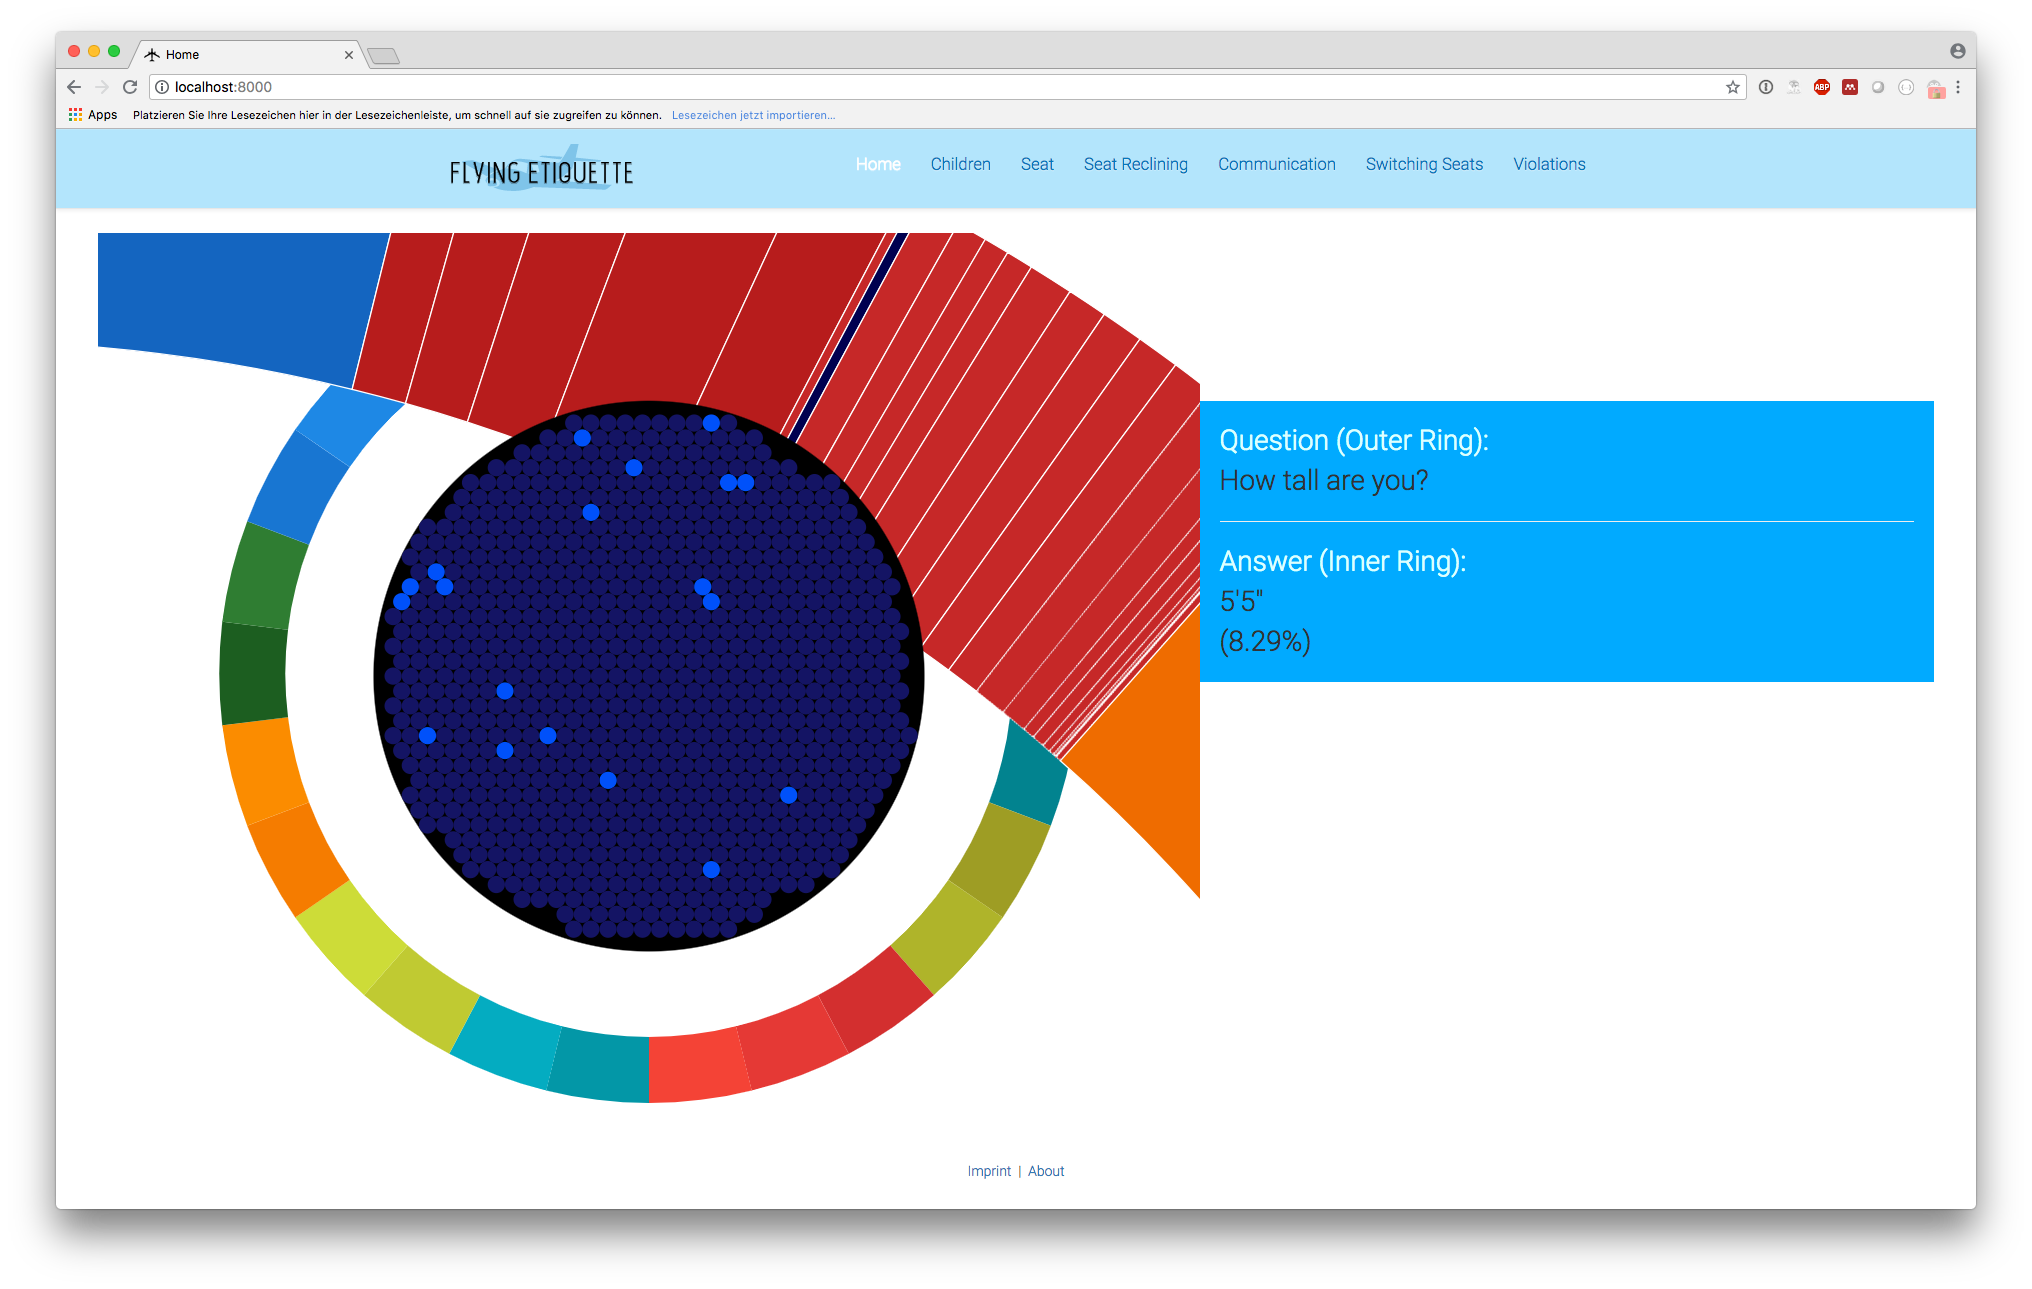 Home
localhost:8000
Apps Platzieren Sie Ihre Lesezeichen hier in der Lesezeichenleiste, um schnell auf sie zugreifen zu können. Lesezeichen jetzt importieren...
FLYING ETIQUETTE
Home Children Seat Seat Reclining Communication Switching Seats Violations
Question (Outer Ring):
How tall are you?
Answer (Inner Ring):
5'5"
(8.29%)
Imprint | About